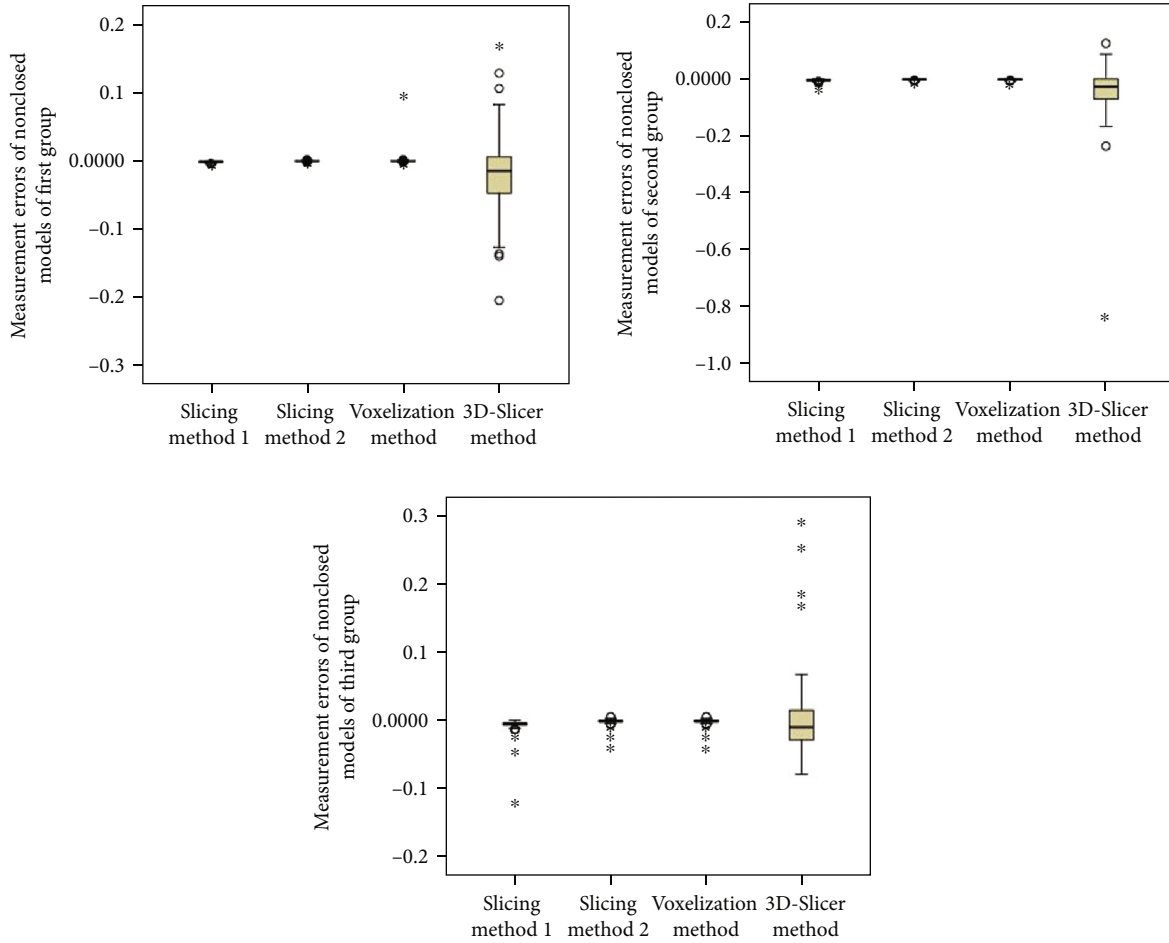 Measurement errors of nonclosed
models of first group
0.2
0.1
0.0000
−0.1
−0.2
−0.3
Slicing
method 1
Slicing
method 2
Voxelization
method
3D-Slicer
method
Measurement errors of nonclosed
models of second group
0.2
0.0000
−0.2
−0.4
−0.6
−0.8
−1.0
Slicing
method 1
Slicing
method 2
Voxelization
method
3D-Slicer
method
Measurement errors of nonclosed
models of third group
0.3
0.2
0.1
0.0000
−0.1
−0.2
Slicing
method 1
Slicing
method 2
Voxelization
method
3D-Slicer
method